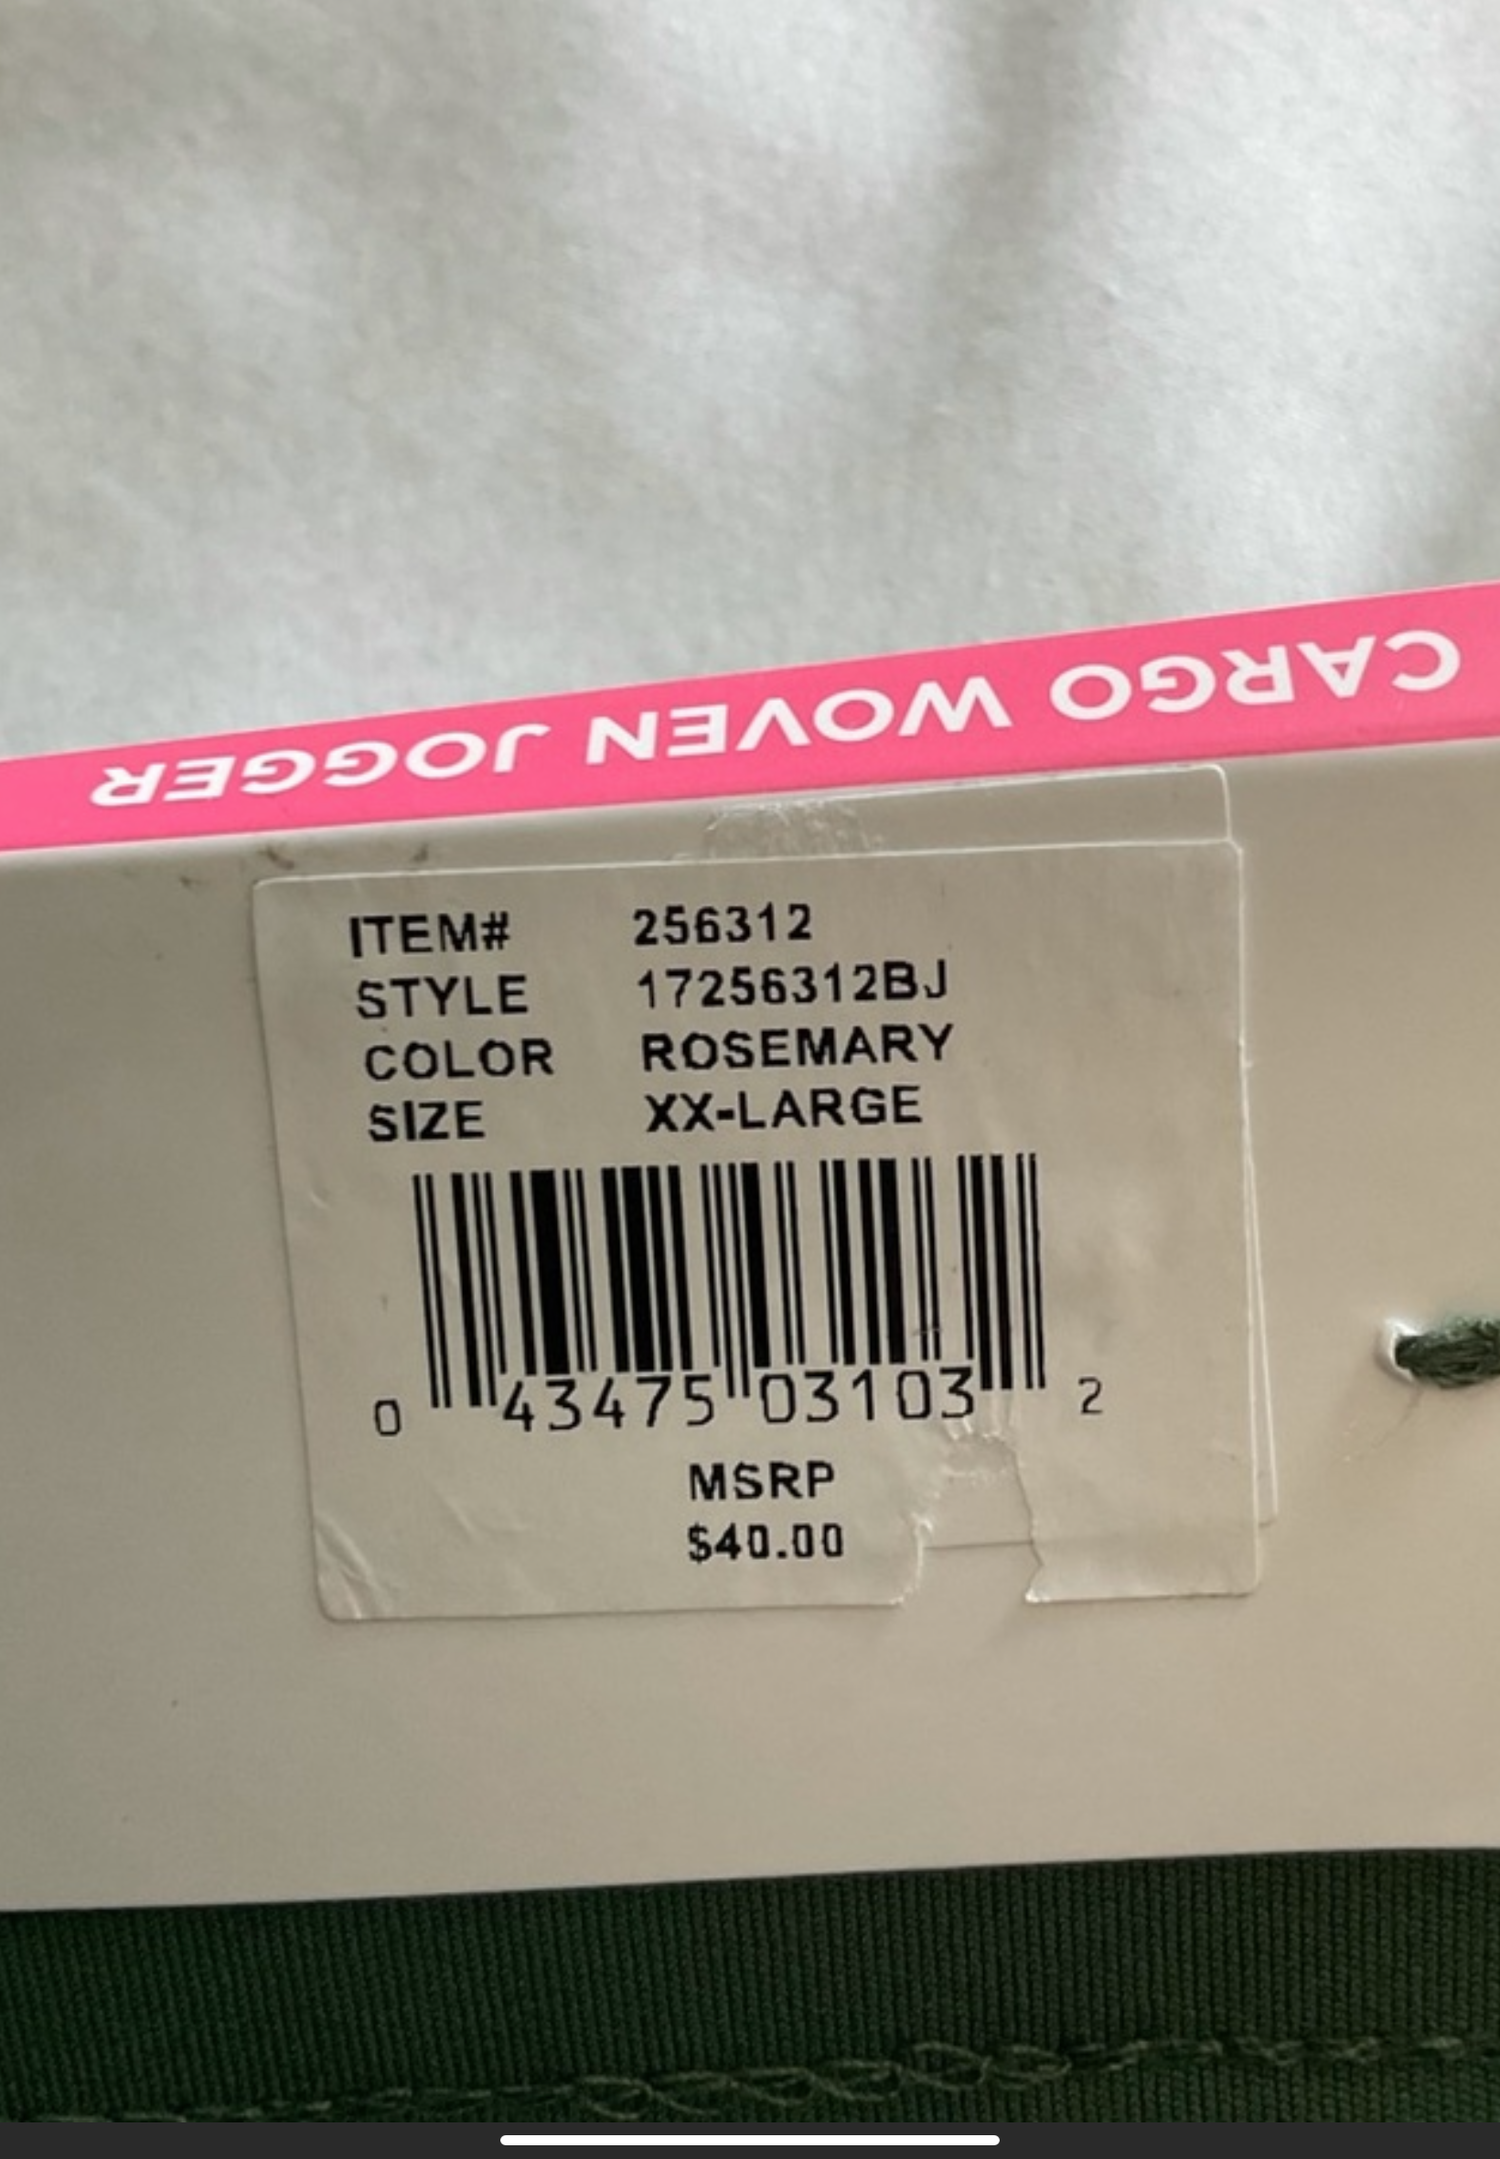 CARGO WOVEN JOGGER
ITEM# 256312
STYLE 17256312BJ
COLOR ROSEMARY
SIZE XX-LARGE
0 43475 03103 2
MSRP
$40.00